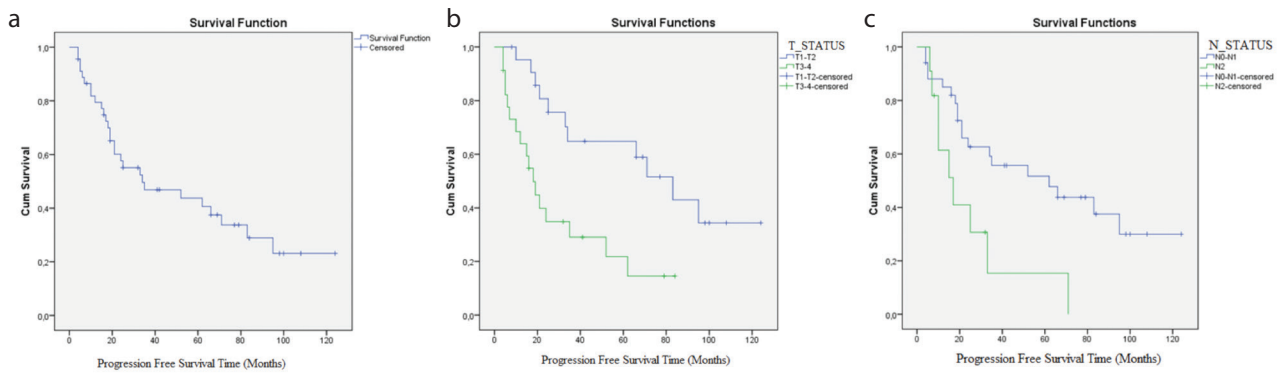 a
Survival Function
Survival Function
Censored
1,0
0,8
0,6
0,4
0,2
0,0
Cum Survival
0
20
40
60
80
100
120
Progression Free Survival Time (Months)
b
Survival Functions
T_STATUS
T1-T2
T3-4
T1-T2-censored
T3-4-censored
1,0
0,8
0,6
0,4
0,2
0,0
Cum Survival
0
20
40
60
80
100
120
Progression Free Survival Time (Months)
c
Survival Functions
N_STATUS
N0-N1
N2
N0-N1-censored
N2-censored
1,0
0,8
0,6
0,4
0,2
0,0
Cum Survival
0
20
40
60
80
100
120
Progression Free Survival Time (Months)